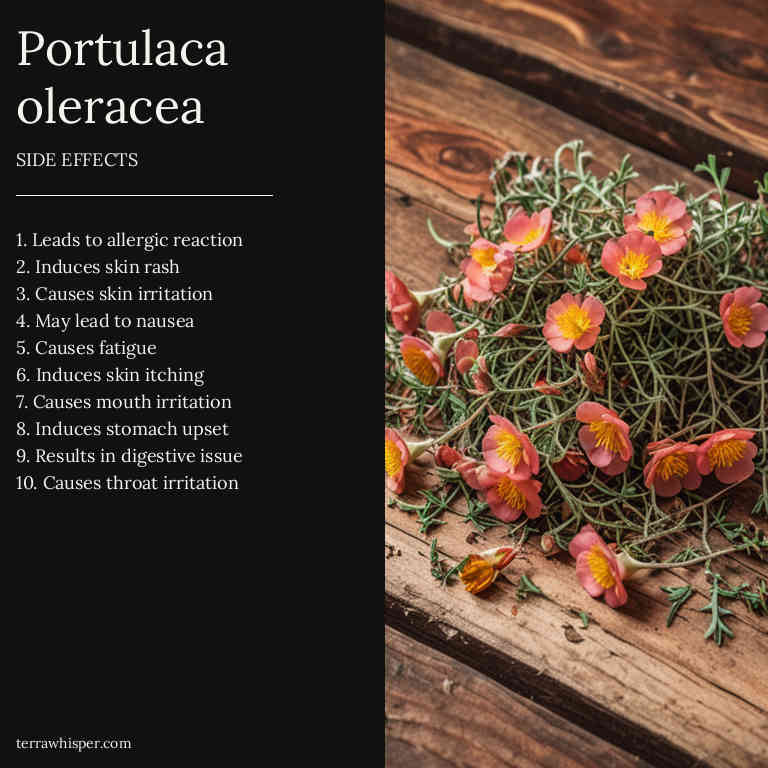 Portulaca
oleracea
SIDE EFFECTS
1. Leads to allergic reaction
2. Induces skin rash
3. Causes skin irritation
4. May lead to nausea
5. Causes fatigue
6. Induces skin itching
7. Causes mouth irritation
8. Induces stomach upset
9. Results in digestive issue
10. Causes throat irritation
terrawhisper.com